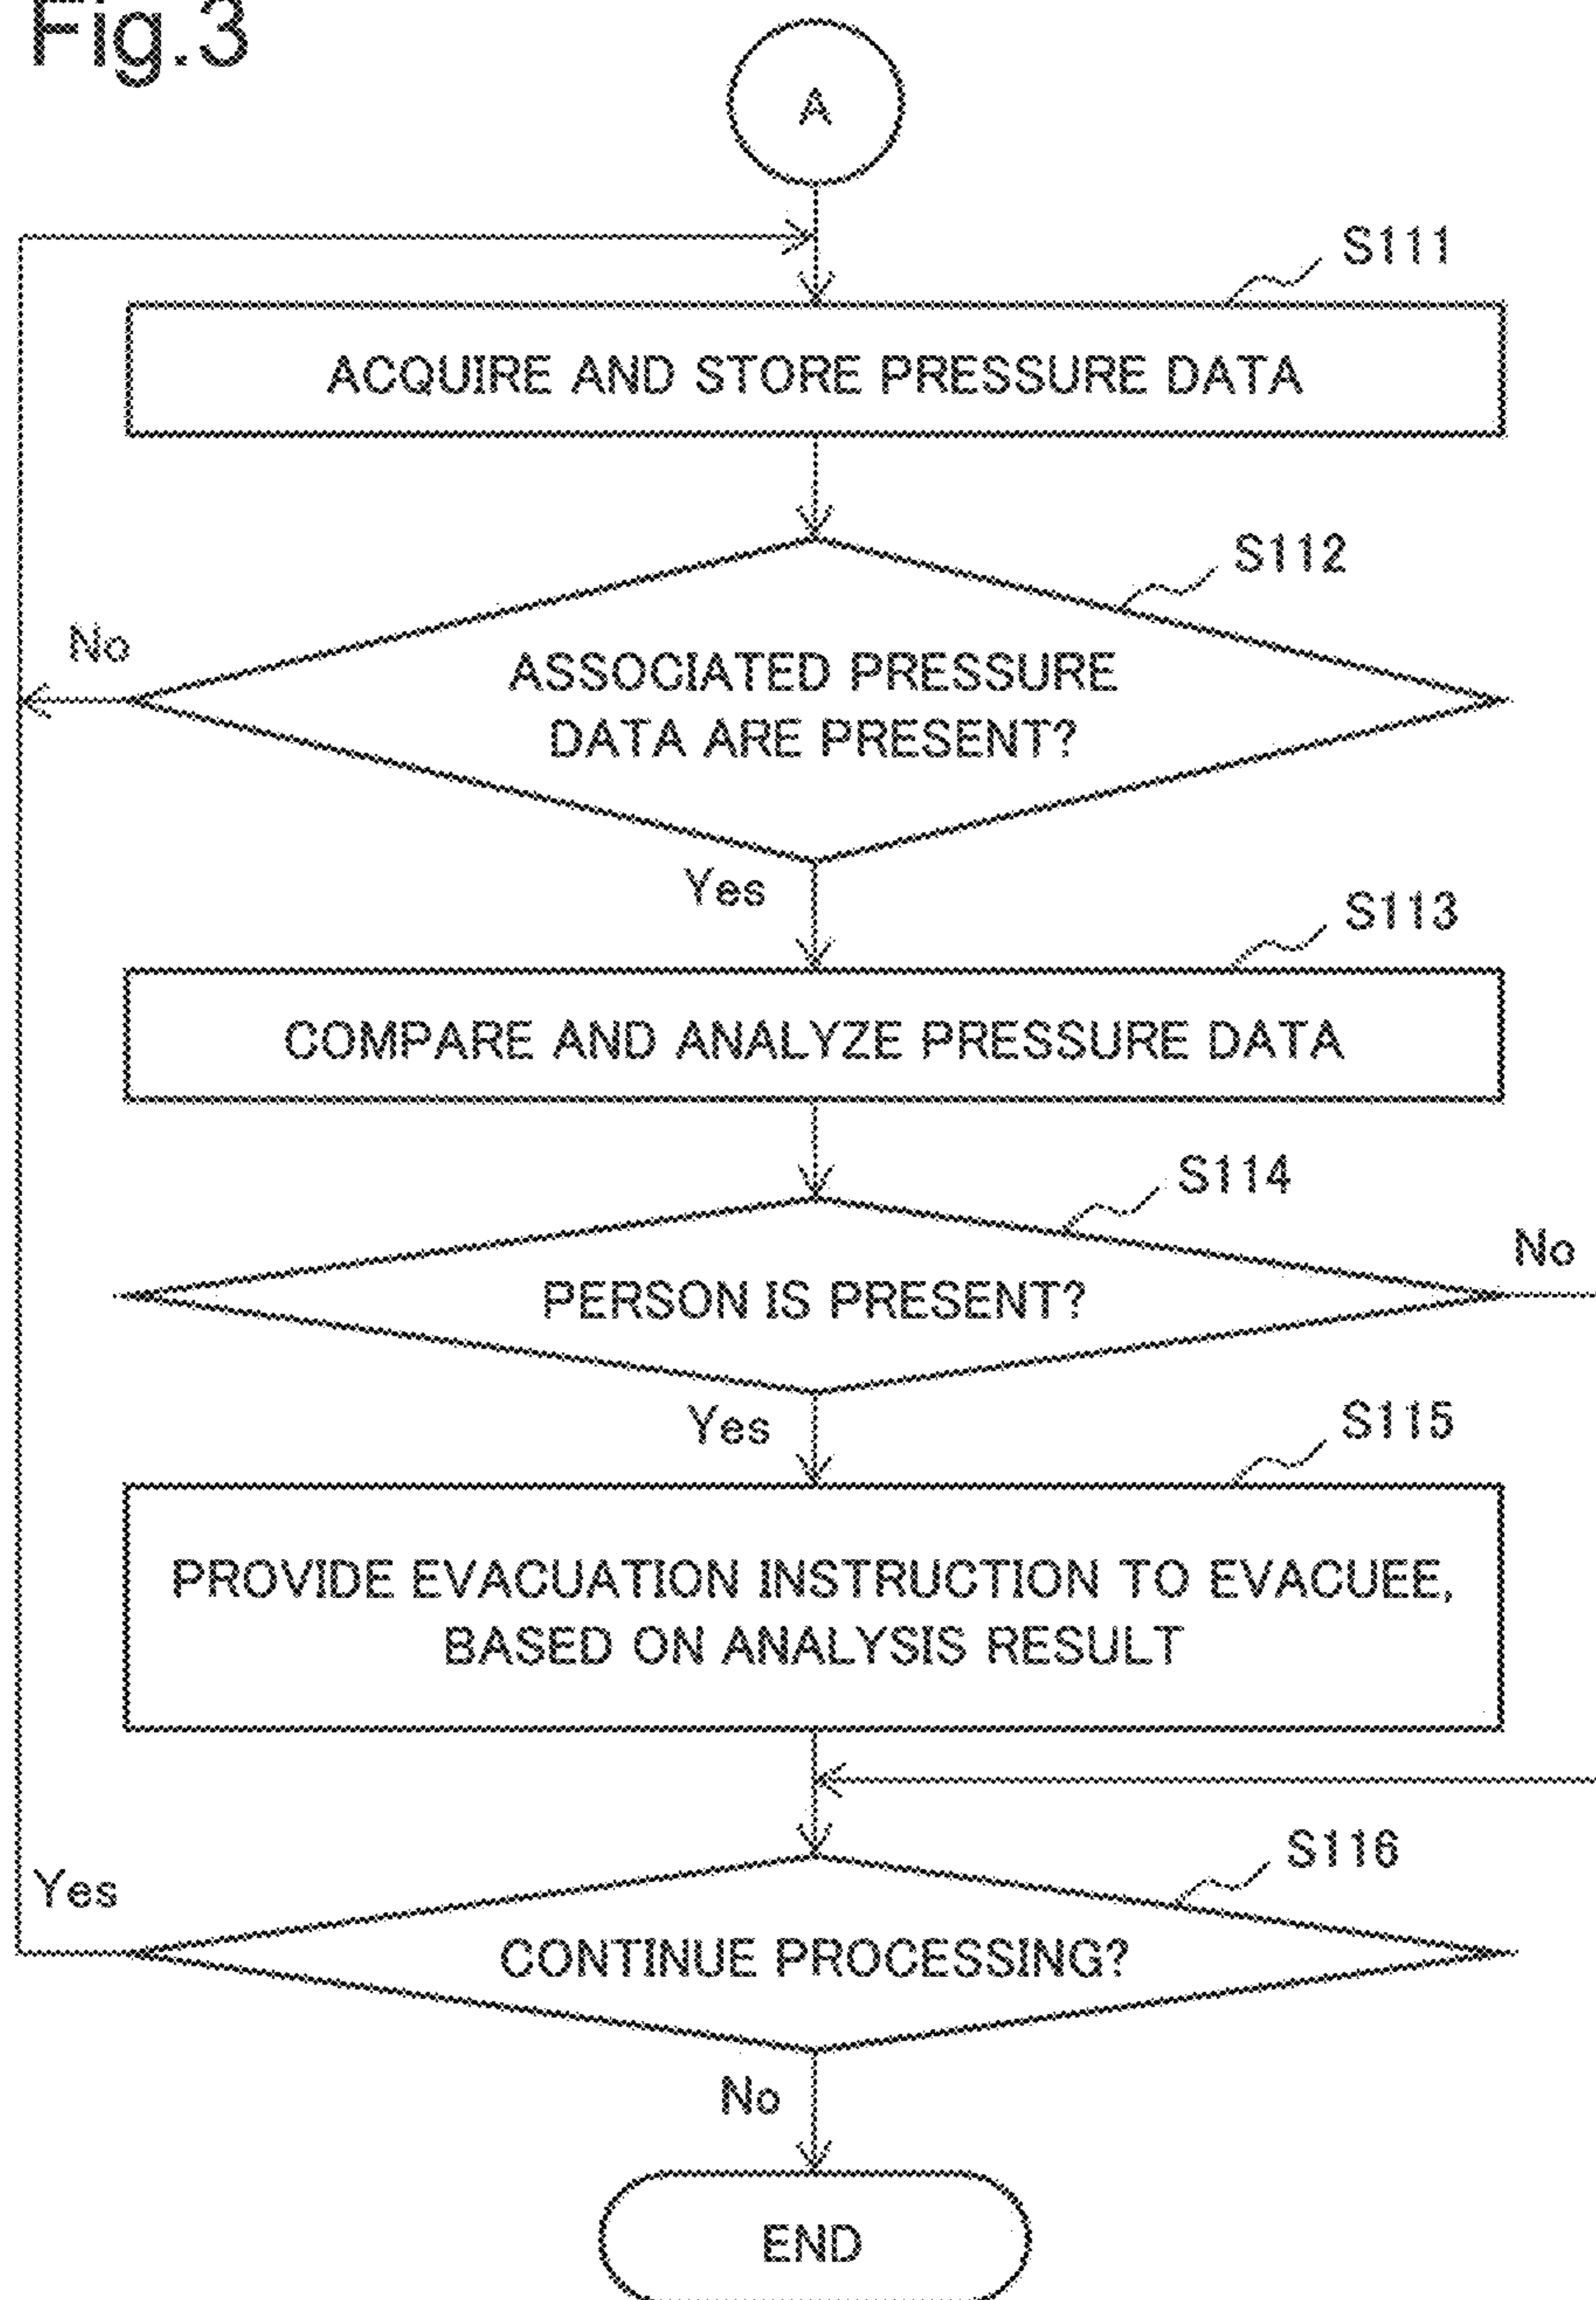 Fig.3
A
S111
ACQUIRE AND STORE PRESSURE DATA
S112
No
ASSOCIATED PRESSURE
DATA ARE PRESENT?
Yes
S113
COMPARE AND ANALYZE PRESSURE DATA
S114
No
PERSON IS PRESENT?
Yes
S115
PROVIDE EVACUATION INSTRUCTION TO EVACUEE,
BASED ON ANALYSIS RESULT
S116
Yes
CONTINUE PROCESSING?
No
END